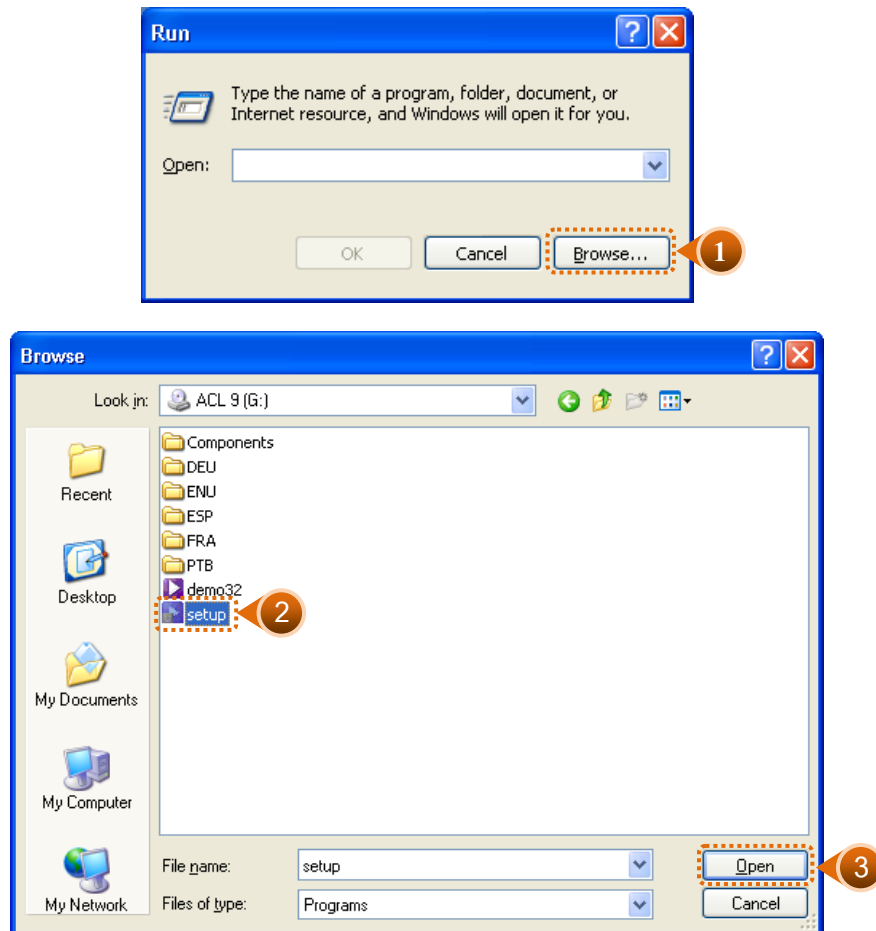 Run
Type the name of a program, folder, document, or
Internet resource, and Windows will open it for you.
Open:
OK Cancel Browse... 1
Browse
Look in: ACL 9 (G:)
Recent
Desktop
My Documents
My Computer
My Network
Components
DEU
ENU
ESP
FRA
PTB
demo32
setup 2
File name: setup Open 3
Files of type: Programs Cancel